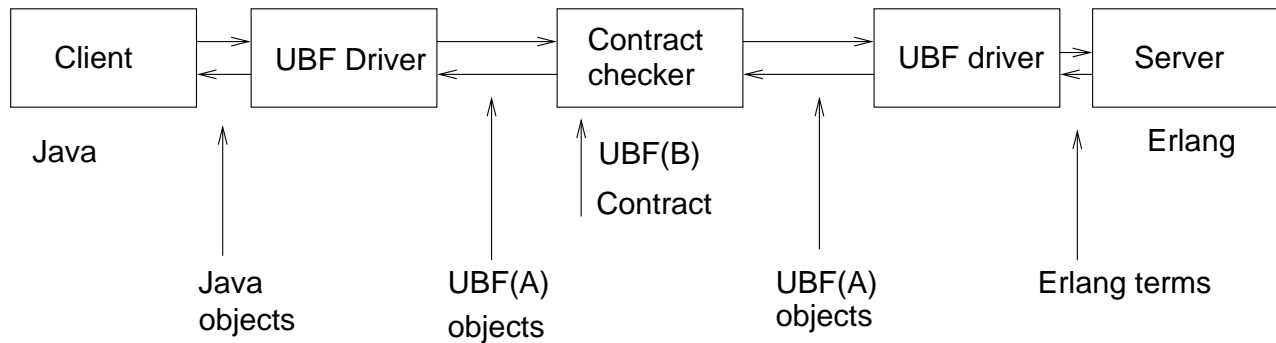 Client
UBF Driver
Contract
checker
UBF driver
Server
Java
UBF(B)
Contract
Erlang
Java
objects
UBF(A)
objects
UBF(A)
objects
Erlang terms